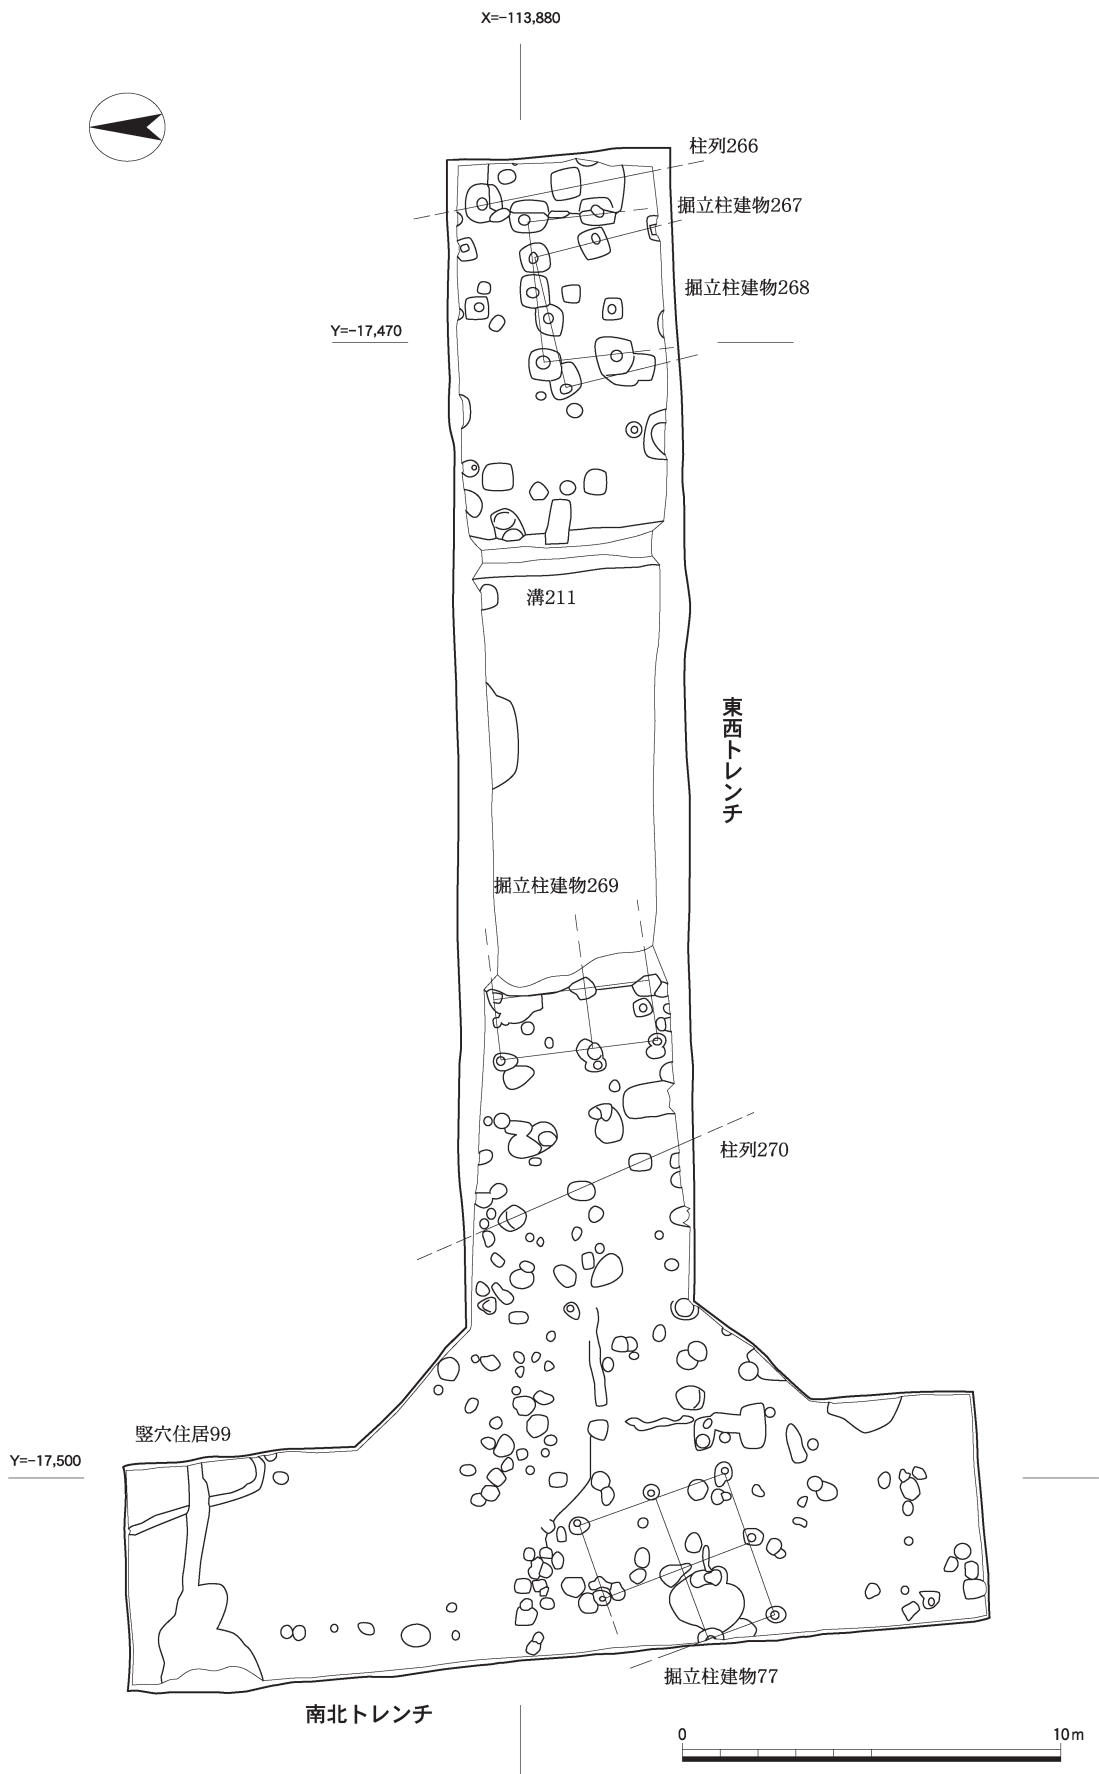 X=-113,880
柱列266
掘立柱建物267
掘立柱建物268
Y=-17,470
溝211
東西トレンチ
掘立柱建物269
柱列270
竪穴住居99
Y=-17,500
掘立柱建物77
南北トレンチ
0
10m